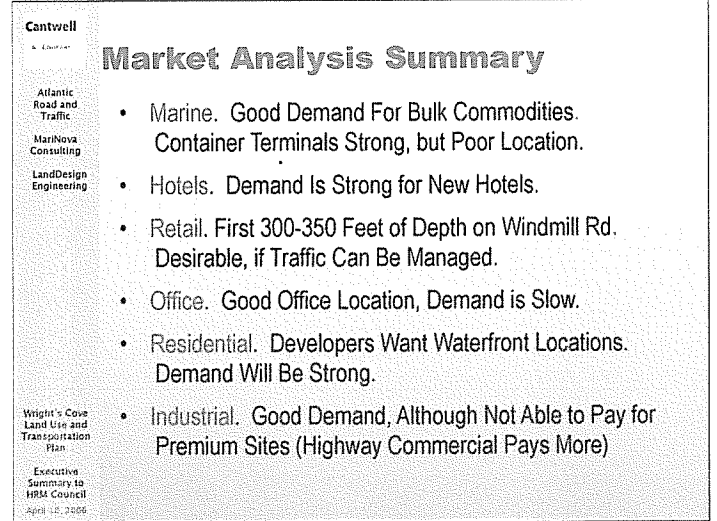 Cantwell
& Company
Atlantic
Road and
Traffic
MariNova
Consulting
LandDesign
Engineering
Market Analysis Summary
• Marine. Good Demand For Bulk Commodities.
Container Terminals Strong, but Poor Location.
• Hotels. Demand Is Strong for New Hotels.
• Retail. First 300-350 Feet of Depth on Windmill Rd.
Desirable, if Traffic Can Be Managed.
• Office. Good Office Location, Demand is Slow.
• Residential. Developers Want Waterfront Locations.
Demand Will Be Strong.
• Industrial. Good Demand, Although Not Able to Pay for
Premium Sites (Highway Commercial Pays More)
Wright's Cove
Land Use and
Transportation
Plan
Executive
Summary to
HRM Council
April 2006